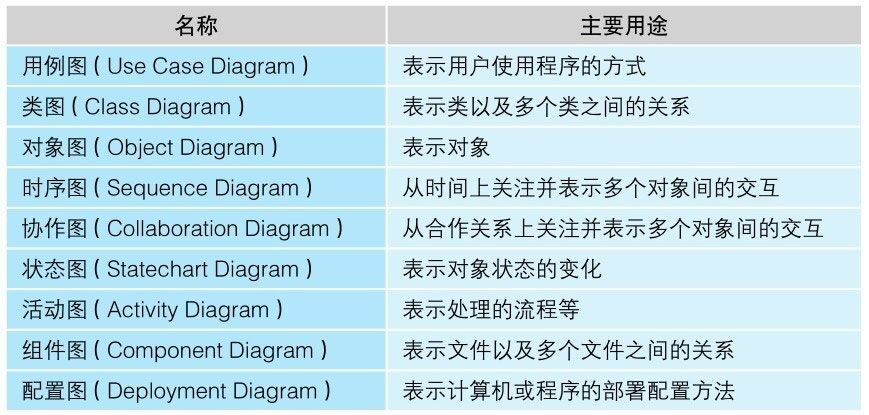 名称 主要用途
用例图 ( Use Case Diagram ) 表示用户使用程序的方式
类图 ( Class Diagram ) 表示类以及多个类之间的关系
对象图 ( Object Diagram ) 表示对象
时序图 ( Sequence Diagram ) 从时间上关注并表示多个对象间的交互
协作图 ( Collaboration Diagram ) 从合作关系上关注并表示多个对象间的交互
状态图 ( Statechart Diagram ) 表示对象状态的变化
活动图 ( Activity Diagram ) 表示处理的流程等
组件图 ( Component Diagram ) 表示文件以及多个文件之间的关系
配置图 ( Deployment Diagram ) 表示计算机或程序的部署配置方法